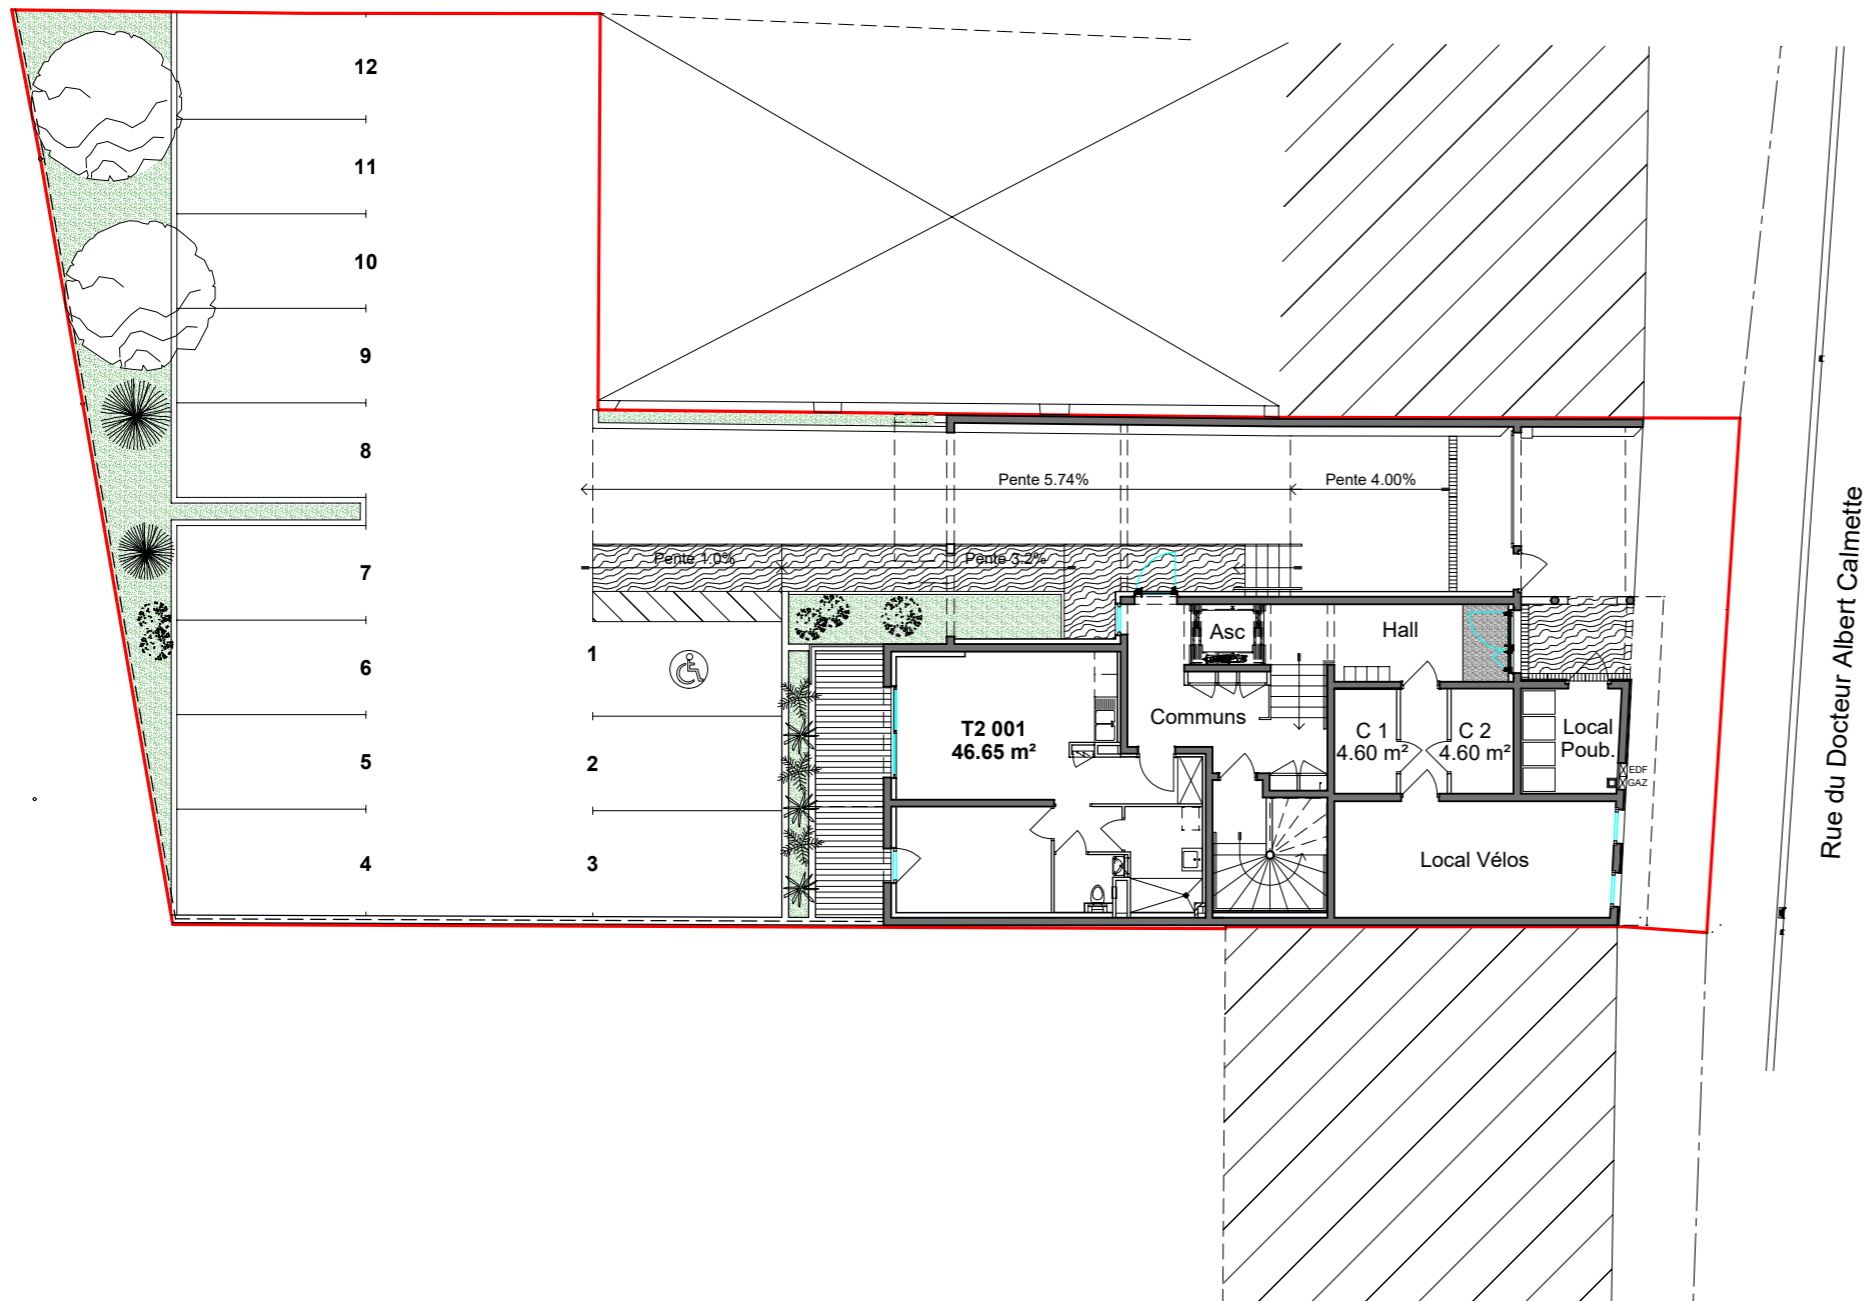 12
11
10
9
8
7
6
5
4
1
2
3
Pente 5.74%
Pente 4.00%
Pente 1.0%
Pente 3.2%
Asc
Hall
Communs
T2 001
46.65 m²
C 1
4.60 m²
C 2
4.60 m²
Local
Poub.
EDF
GAZ
Local Vélos
Rue du Docteur Albert Calmette